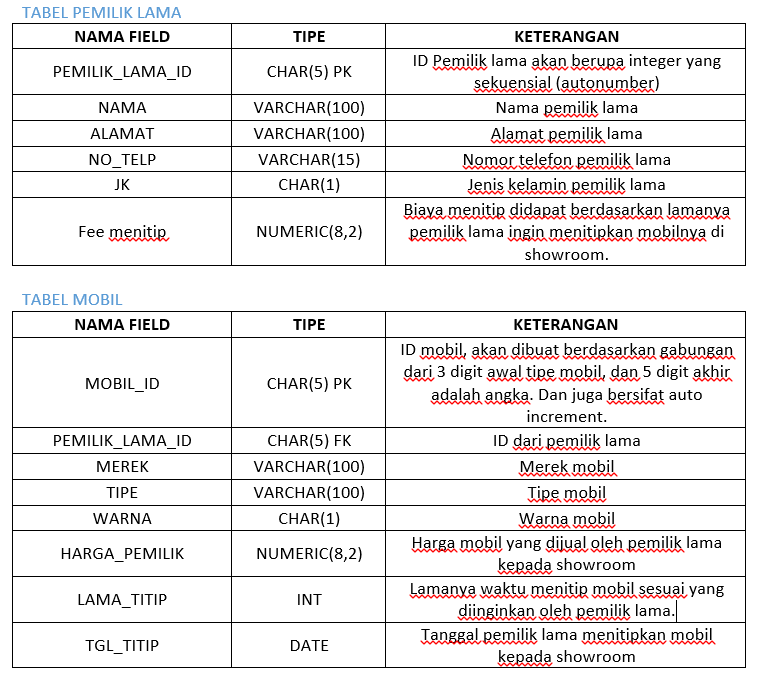 TABEL PEMILIK LAMA
NAMA FIELD TIPE KETERANGAN
PEMILIK_LAMA_ID CHAR(5) PK ID Pemilik lama akan berupa integer yang
sekuensial (autonumber)
NAMA VARCHAR(100) Nama pemilik lama
ALAMAT VARCHAR(100) Alamat pemilik lama
NO_TELP VARCHAR(15) Nomor telefon pemilik lama
JK CHAR(1) Jenis kelamin pemilik lama
Fee menitip NUMERIC(8,2) Biaya menitip didapat berdasarkan lamanya
pemilik lama ingin menitipkan mobilnya di
showroom.
TABEL MOBIL
NAMA FIELD TIPE KETERANGAN
MOBIL_ID CHAR(5) PK ID mobil, akan dibuat berdasarkan gabungan
dari 3 digit awal tipe mobil, dan 5 digit akhir
adalah angka. Dan juga bersifat auto
increment.
PEMILIK_LAMA_ID CHAR(5) FK ID dari pemilik lama
MEREK VARCHAR(100) Merek mobil
TIPE VARCHAR(100) Tipe mobil
WARNA CHAR(1) Warna mobil
HARGA_PEMILIK NUMERIC(8,2) Harga mobil yang dijual oleh pemilik lama
kepada showroom
LAMA_TITIP INT Lamanya waktu menitip mobil sesuai yang
diinginkan oleh pemilik lama.
TGL_TITIP DATE Tanggal pemilik lama menitipkan mobil
kepada showroom